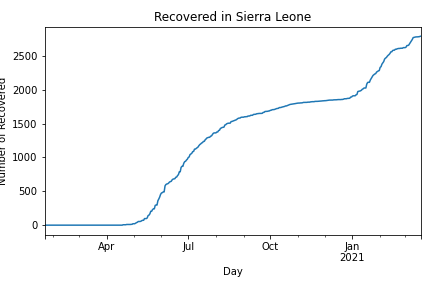 Recovered in Sierra Leone
Number of Recovered
2500
2000
1500
1000
500
0
Apr
Jul
Oct
Jan
2021
Day